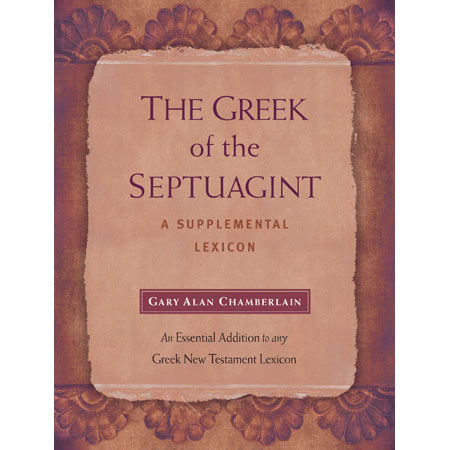 THE GREEK
of the
SEPTUAGINT
A SUPPLEMENTAL
LEXICON
GARY ALAN CHAMBERLAIN
An Essential Addition to any
Greek New Testament Lexicon